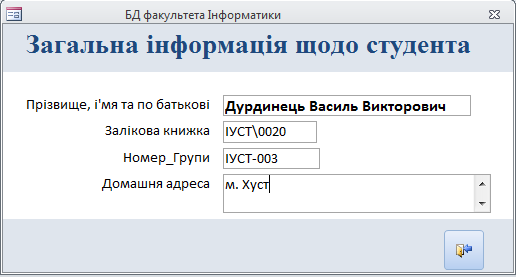 БД факультета Інформатики
Загальна інформація щодо студента
Прізвище, і'мя та по батькові Дурдинець Василь Викторович
Залікова книжка ІУСТ\0020
Номер_Групи ІУСТ-003
Домашня адреса м. Хуст